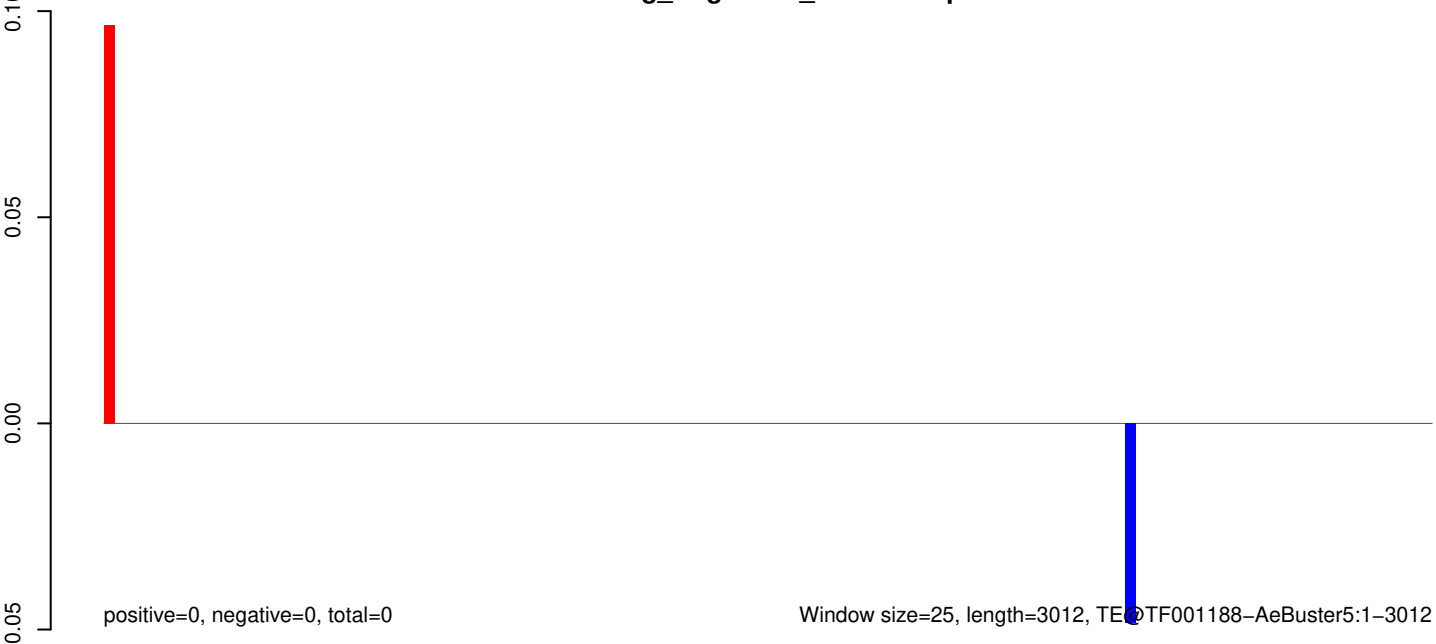 0.10
0.05
0.00
0.05
positive=0, negative=0, total=0
Window size=25, length=3012, TE@TF001188−AeBuster5:1−3012